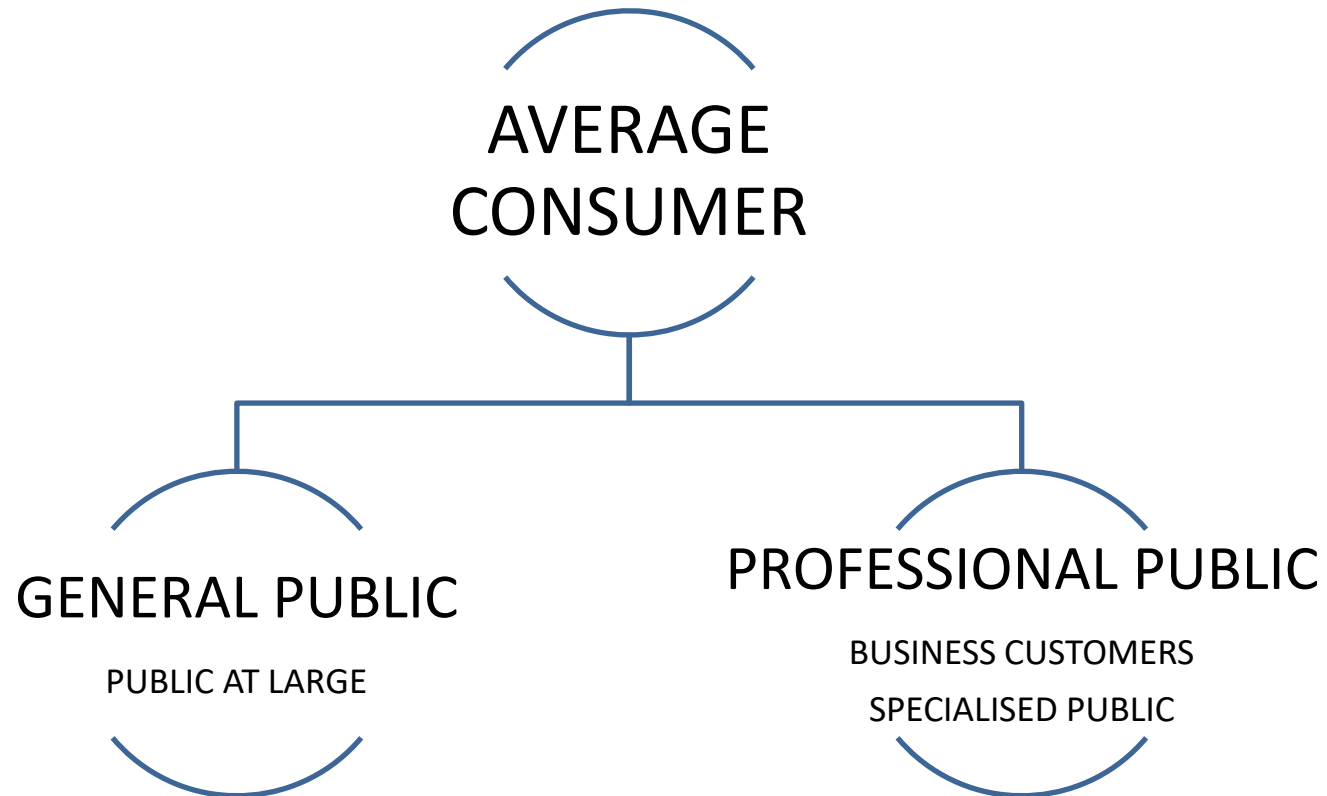 AVERAGE
CONSUMER
GENERAL PUBLIC
PUBLIC AT LARGE
PROFESSIONAL PUBLIC
BUSINESS CUSTOMERS
SPECIALISED PUBLIC